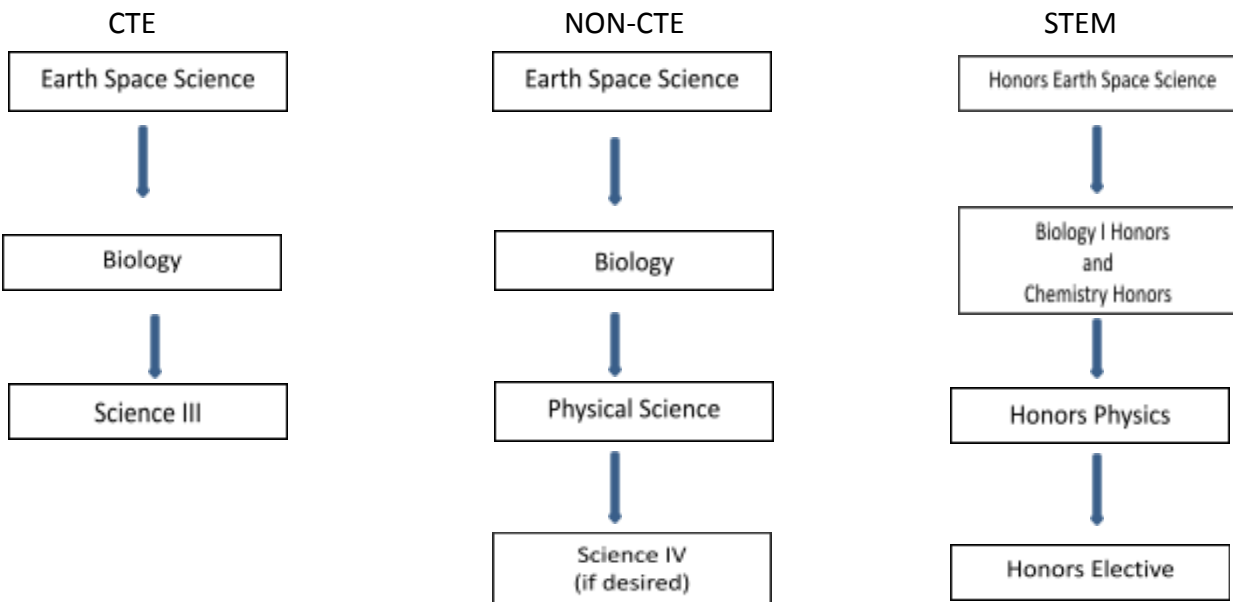 CTE
Earth Space Science
Biology
Science III
NON-CTE
Earth Space Science
Biology
Physical Science
Science IV
(if desired)
STEM
Honors Earth Space Science
Biology I Honors
and
Chemistry Honors
Honors Physics
Honors Elective